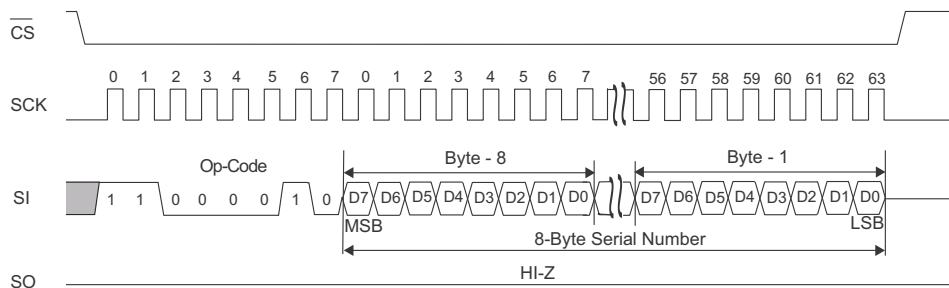 CS
0 1 2 3 4 5 6 7 0 1 2 3 4 5 6 7 56 57 58 59 60 61 62 63
SCK
Op-Code Byte - 8 Byte - 1
SI 1 1 0 0 0 0 1 0 D7 D6 D5 D4 D3 D2 D1 D0 D7 D6 D5 D4 D3 D2 D1 D0
MSB LSB
8-Byte Serial Number
HI-Z
SO